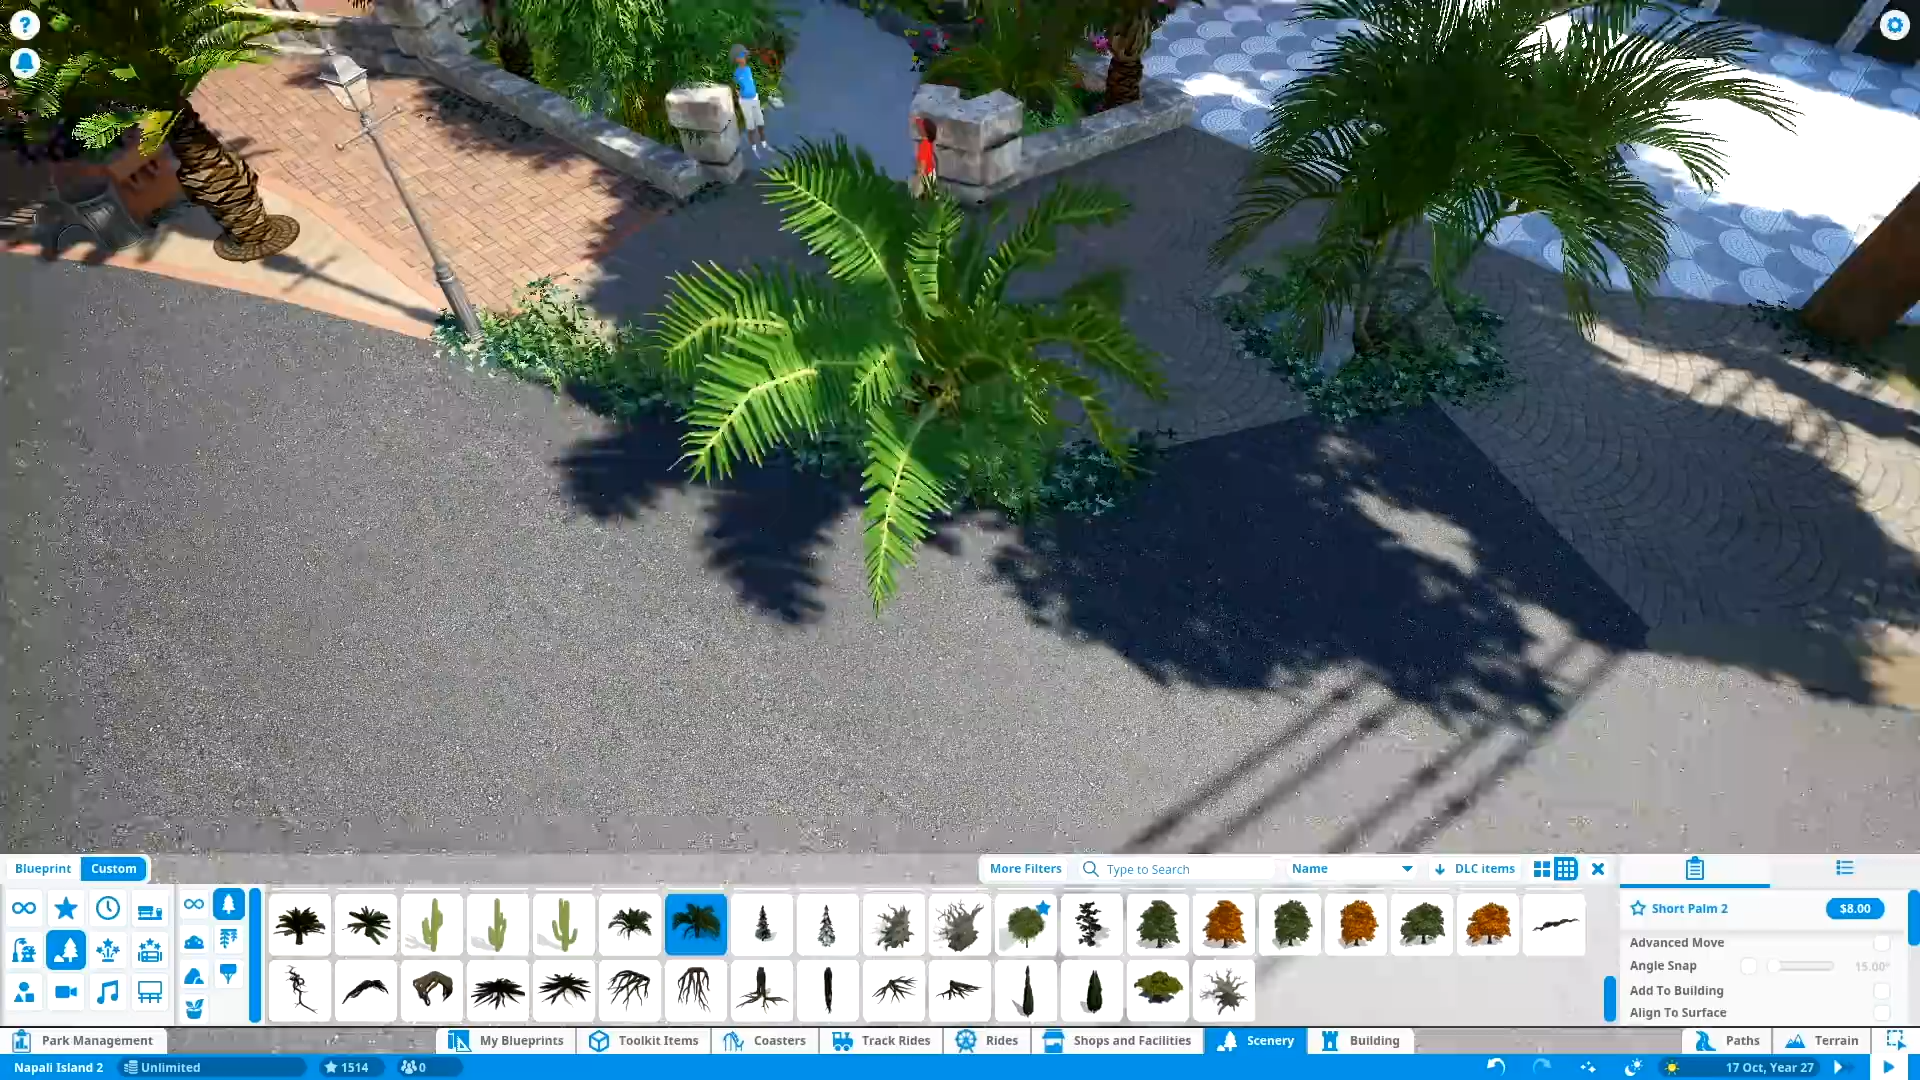 ?
Blueprint Custom
More Filters Type to Search Name DLC items
Short Palm 2 $8.00
Advanced Move
Angle Snap 15.00°
Add To Building
Align To Surface
Park Management My Blueprints Toolkit Items Coasters Track Rides Rides Shops and Facilities Scenery Building Paths Terrain
Napali Island 2 Unlimited 1514 0 17 Oct, Year 27